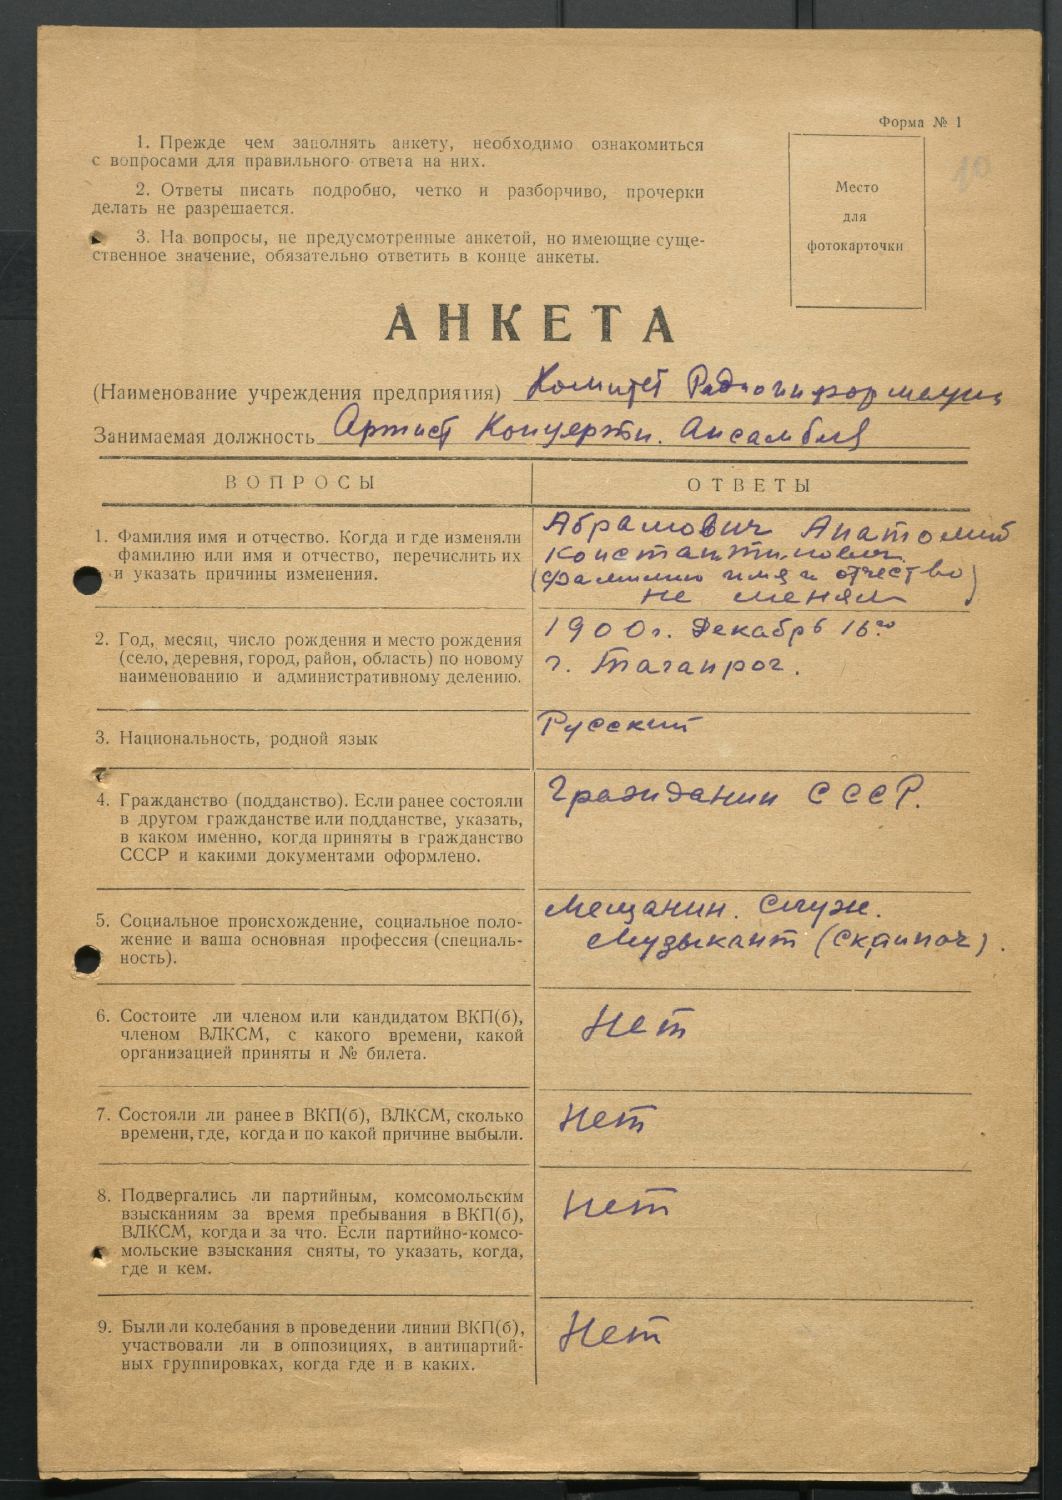 Форма № 1
10
1. Прежде чем заполнять анкету, необходимо ознакомиться
с вопросами для правильного ответа на них.
2. Ответы писать подробно, четко и разборчиво, прочерки
делать не разрешается.
3. На вопросы, не предусмотренные анкетой, но имеющие суще-
ственное значение, обязательно ответить в конце анкеты.
Место
для
фотокарточки
АНКЕТА
(Наименование учреждения предприятия) Комитет Радиоинформации
Занимаемая должность Артист Концертн. Ансамбля
ВОПРОСЫ
ОТВЕТЫ
1. Фамилия имя и отчество. Когда и где изменяли
фамилию или имя и отчество, перечислить их
и указать причины изменения.
Абрамович Анатолий
Константинович
(фамилию имя и отчество
не менял)
2. Год, месяц, число рождения и место рождения
(село, деревня, город, район, область) по новому
наименованию и административному делению.
1900 г. Декабрь 16го
г. Таганрог.
3. Национальность, родной язык
Русский
4. Гражданство (подданство). Если ранее состояли
в другом гражданстве или подданстве, указать,
в каком именно, когда приняты в гражданство
СССР и какими документами оформлено.
Гражданин СССР.
5. Социальное происхождение, социальное поло-
жение и ваша основная профессия (специаль-
ность).
Мещанин. Служ.
Музыкант (скрипач).
6. Состоите ли членом или кандидатом ВКП(б),
членом ВЛКСМ, с какого времени, какой
организацией приняты и № билета.
Нет
7. Состояли ли ранее в ВКП(б), ВЛКСМ, сколько
времени, где, когда и по какой причине выбыли.
Нет
8. Подвергались ли партийным, комсомольским
взысканиям за время пребывания в ВКП(б),
ВЛКСМ, когда и за что. Если партийно-комсо-
мольские взыскания сняты, то указать, когда,
где и кем.
Нет
9. Были ли колебания в проведении линии ВКП(б),
участвовали ли в оппозициях, в антипартий-
ных группировках, когда где и в каких.
Нет